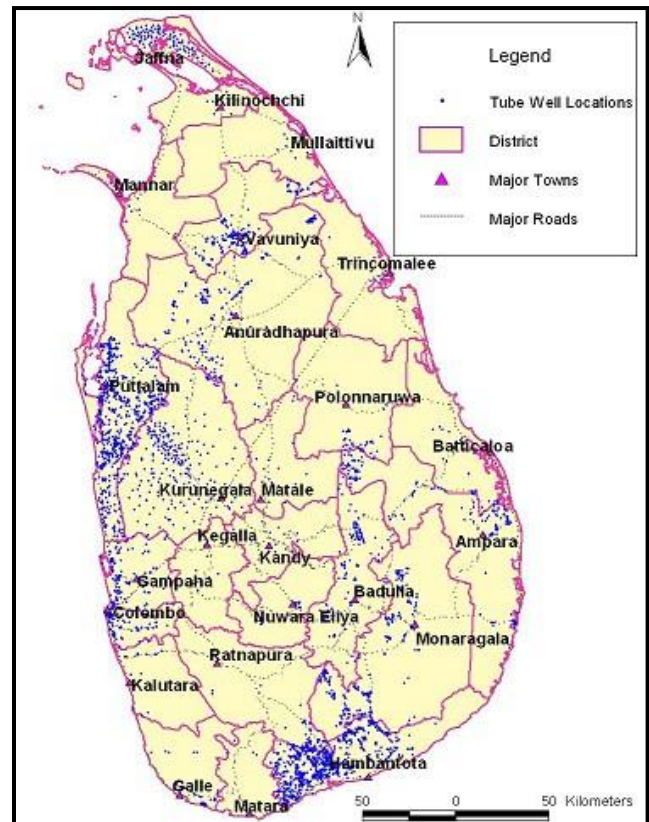 N
Legend
Tube Well Locations
District
Major Towns
Major Roads
Jaffna
Kilinochchi
Mullaittivu
Mannar
Vavuniya
Trincomalee
Anuradhapura
Puttalam
Polonnaruwa
Batticaloa
Kurunegala
Matale
Kegalla
Kandy
Ampara
Gampaha
Badulla
Colombo
Nuwara Eliya
Monaragala
Ratnapura
Kalutara
Hambantota
Galle
Matara
50 0 50 Kilometers